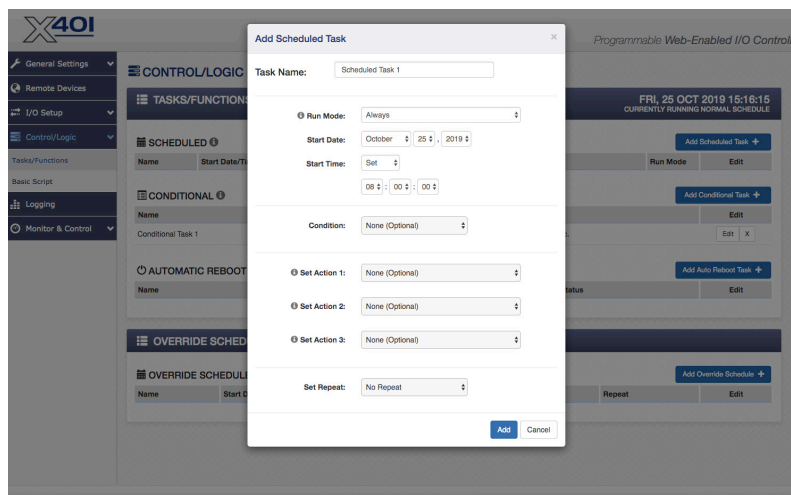 X401
Programmable Web-Enabled I/O Control
General Settings
Remote Devices
I/O Setup
Control/Logic
Tasks/Functions
Basic Script
Logging
Monitor & Control
CONTROL/LOGIC
TASKS/FUNCTIONS
FRI, 25 OCT 2019 15:16:15
CURRENTLY RUNNING NORMAL SCHEDULE
SCHEDULED
Add Scheduled Task +
Name Start Date/Ti Run Mode Edit
CONDITIONAL
Add Conditional Task +
Name Edit
Conditional Task 1 Edit X
AUTOMATIC REBOOT
Add Auto Reboot Task +
Name tatus Edit
OVERRIDE SCHED
OVERRIDE SCHEDUL
Add Override Schedule +
Name Start D Repeat Edit
Add Scheduled Task ×
Task Name: Scheduled Task 1
Run Mode: Always
Start Date: October 25 , 2019
Start Time: Set
08 : 00 : 00
Condition: None (Optional)
Set Action 1: None (Optional)
Set Action 2: None (Optional)
Set Action 3: None (Optional)
Set Repeat: No Repeat
Add Cancel